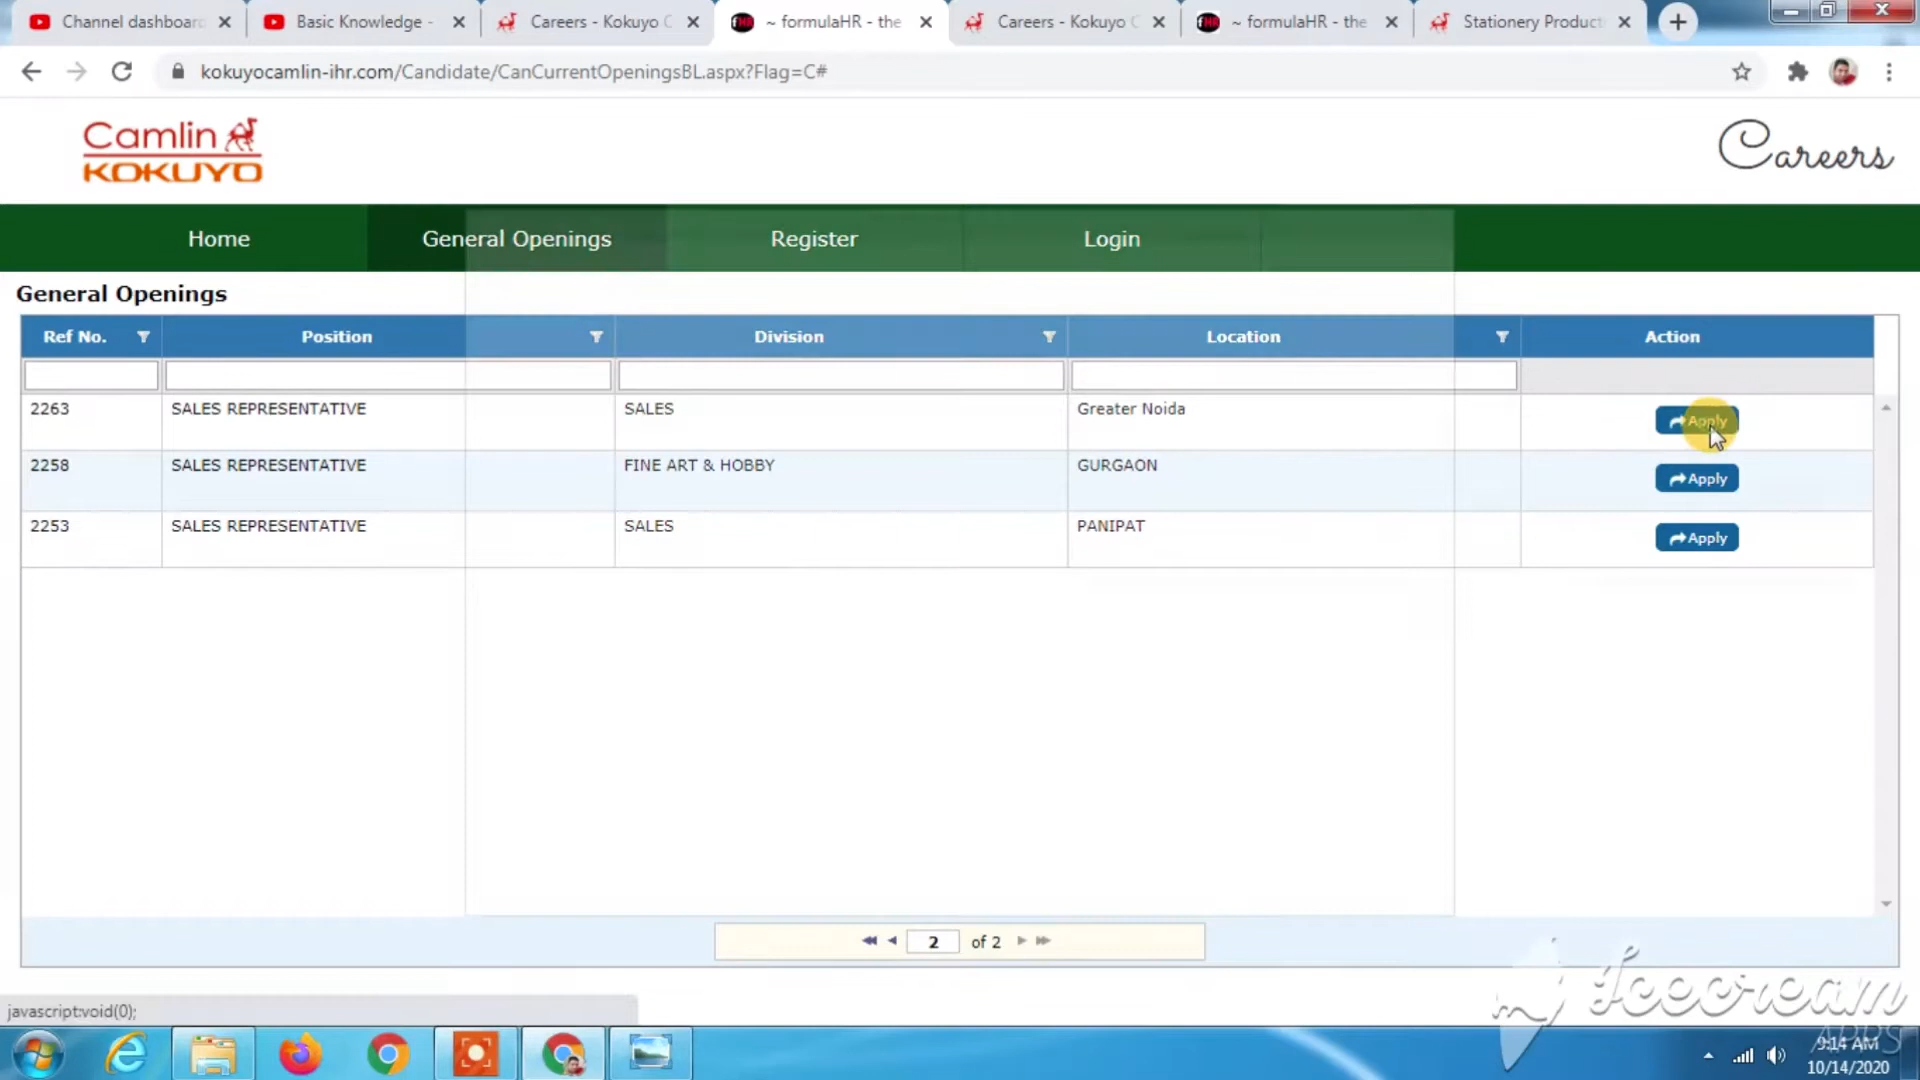 Channel dashboard
Basic Knowledge -
Careers - Kokuyo C
~ formulaHR - the
Careers - Kokuyo C
~ formulaHR - the
Stationery Product
kokuyocamlin-ihr.com/Candidate/CanCurrentOpeningsBL.aspx?Flag=C#
Camlin
KOKUYO
Careers
Home General Openings Register Login
General Openings
Ref No. Position Division Location Action
2263 SALES REPRESENTATIVE SALES Greater Noida Apply
2258 SALES REPRESENTATIVE FINE ART & HOBBY GURGAON Apply
2253 SALES REPRESENTATIVE SALES PANIPAT Apply
2 of 2
javascript:void(0);
Icecream
APPS
9:14 AM
10/14/2020